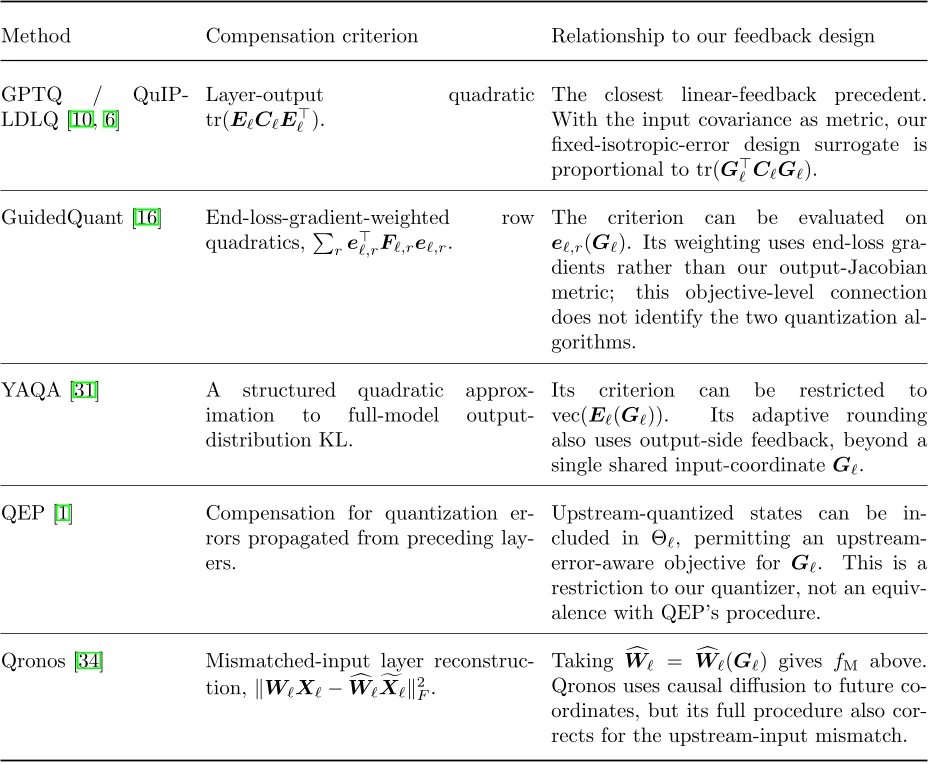 Method Compensation criterion Relationship to our feedback design
GPTQ / QuIP-
LDLQ [10, 6]
Layer-output quadratic
tr(E_ℓ C_ℓ E_ℓ^⊤).
The closest linear-feedback precedent.
With the input covariance as metric, our
fixed-isotropic-error design surrogate is
proportional to tr(G_ℓ^⊤ C_ℓ G_ℓ).
GuidedQuant [16]
End-loss-gradient-weighted row
quadratics, ∑_r e_{ℓ,r}^⊤ F_{ℓ,r} e_{ℓ,r}.
The criterion can be evaluated on
e_{ℓ,r}(G_ℓ). Its weighting uses end-loss gra-
dients rather than our output-Jacobian
metric; this objective-level connection
does not identify the two quantization al-
gorithms.
YAQA [31]
A structured quadratic approx-
imation to full-model output-
distribution KL.
Its criterion can be restricted to
vec(E_ℓ(G_ℓ)). Its adaptive rounding
also uses output-side feedback, beyond a
single shared input-coordinate G_ℓ.
QEP [1]
Compensation for quantization er-
rors propagated from preceding lay-
ers.
Upstream-quantized states can be in-
cluded in Θ_ℓ, permitting an upstream-
error-aware objective for G_ℓ. This is a
restriction to our quantizer, not an equiv-
alence with QEP's procedure.
Qronos [34]
Mismatched-input layer reconstruc-
tion, ‖W_ℓ X_ℓ − Ŵ_ℓ X̃_ℓ‖_F^2.
Taking Ŵ_ℓ = Ŵ_ℓ(G_ℓ) gives f_M above.
Qronos uses causal diffusion to future co-
ordinates, but its full procedure also cor-
rects for the upstream-input mismatch.